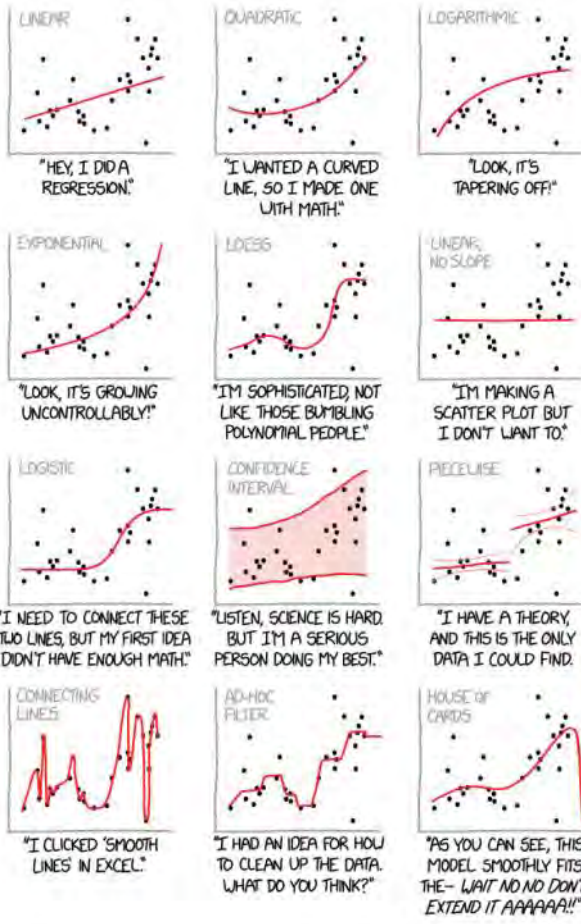 LINEAR
"HEY, I DID A
REGRESSION."
QUADRATIC
"I WANTED A CURVED
LINE, SO I MADE ONE
WITH MATH."
LOGARITHMIC
"LOOK, IT'S
TAPERING OFF!"
EXPONENTIAL
"LOOK, IT'S GROWING
UNCONTROLLABLY!"
LOESS
"I'M SOPHISTICATED, NOT
LIKE THOSE BUMBLING
POLYNOMIAL PEOPLE."
LINEAR,
NO SLOPE
"I'M MAKING A
SCATTER PLOT BUT
I DON'T WANT TO."
LOGISTIC
"I NEED TO CONNECT THESE
TWO LINES, BUT MY FIRST IDEA
DIDN'T HAVE ENOUGH MATH."
CONFIDENCE
INTERVAL
"LISTEN, SCIENCE IS HARD.
BUT I'M A SERIOUS
PERSON DOING MY BEST."
PIECEWISE
"I HAVE A THEORY,
AND THIS IS THE ONLY
DATA I COULD FIND.
CONNECTING
LINES
"I CLICKED 'SMOOTH
LINES' IN EXCEL."
AD-HOC
FILTER
"I HAD AN IDEA FOR HOW
TO CLEAN UP THE DATA.
WHAT DO YOU THINK?"
HOUSE OF
CARDS
"AS YOU CAN SEE, THIS
MODEL SMOOTHLY FITS
THE- WAIT NO NO DON'T
EXTEND IT AAAAAA!!"